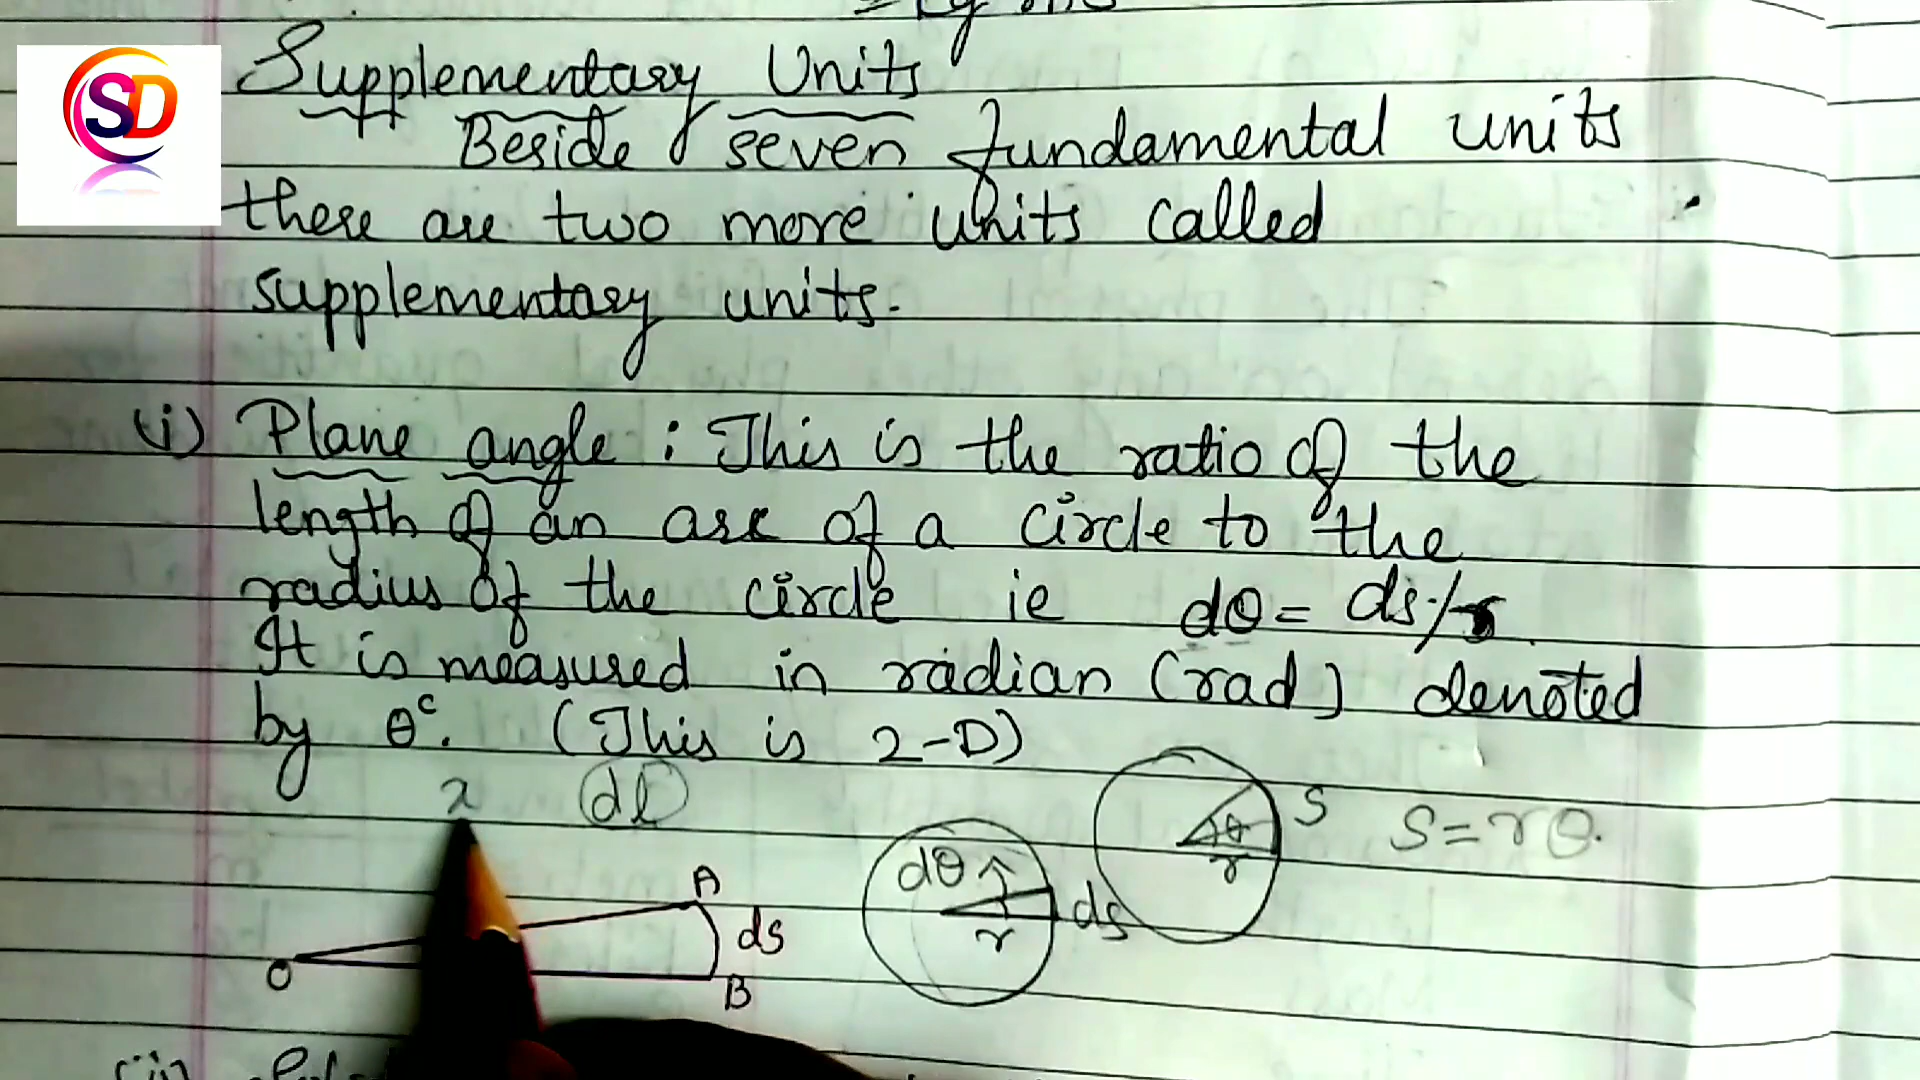 SD
Supplementary Units
Beside seven fundamental units
there are two more units called
supplementary units.
(i) Plane angle : This is the ratio of the
length of an arc of a circle to the
radius of the circle ie dθ = ds/r
It is measured in radian (rad) denoted
by θᶜ. (This is 2-D)
x dl
S S = rθ.
θ
r
dθ
ds
r
A
ds
O
B
(ii)